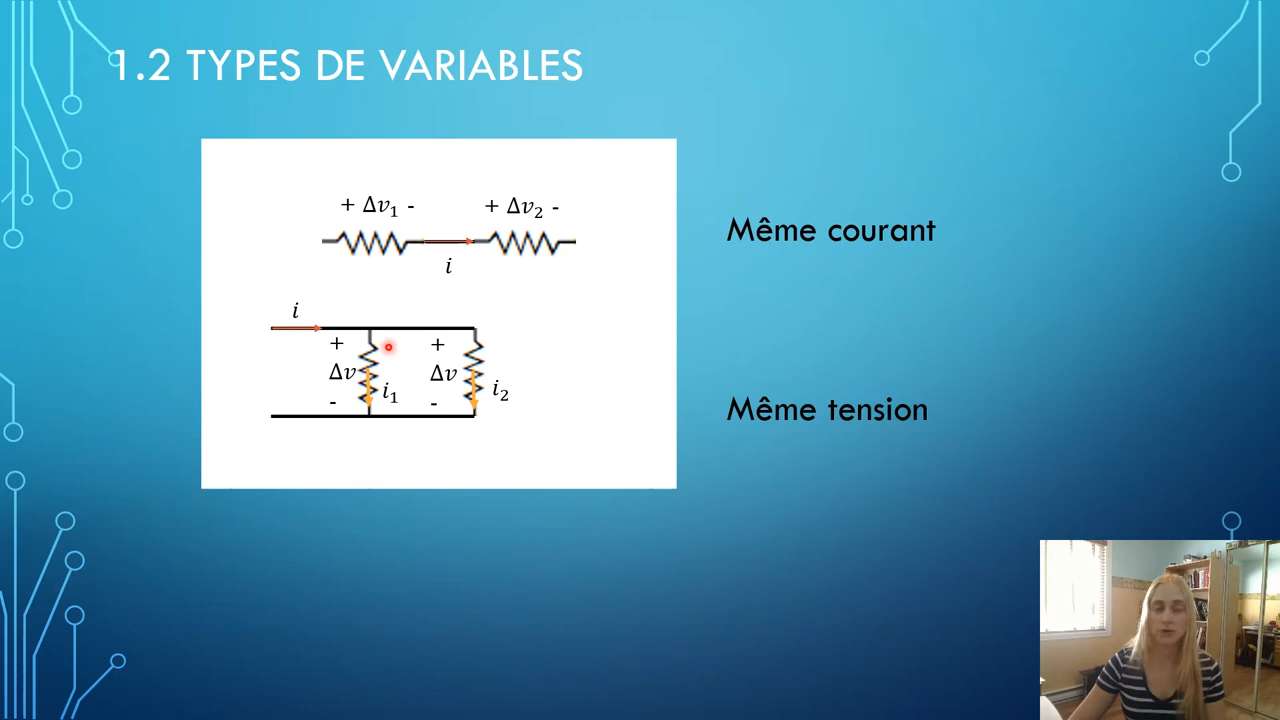 1.2 TYPES DE VARIABLES
+ Δv₁ -
+ Δv₂ -
i
Même courant
i
+
Δv
-
i₁
+
Δv
-
i₂
Même tension